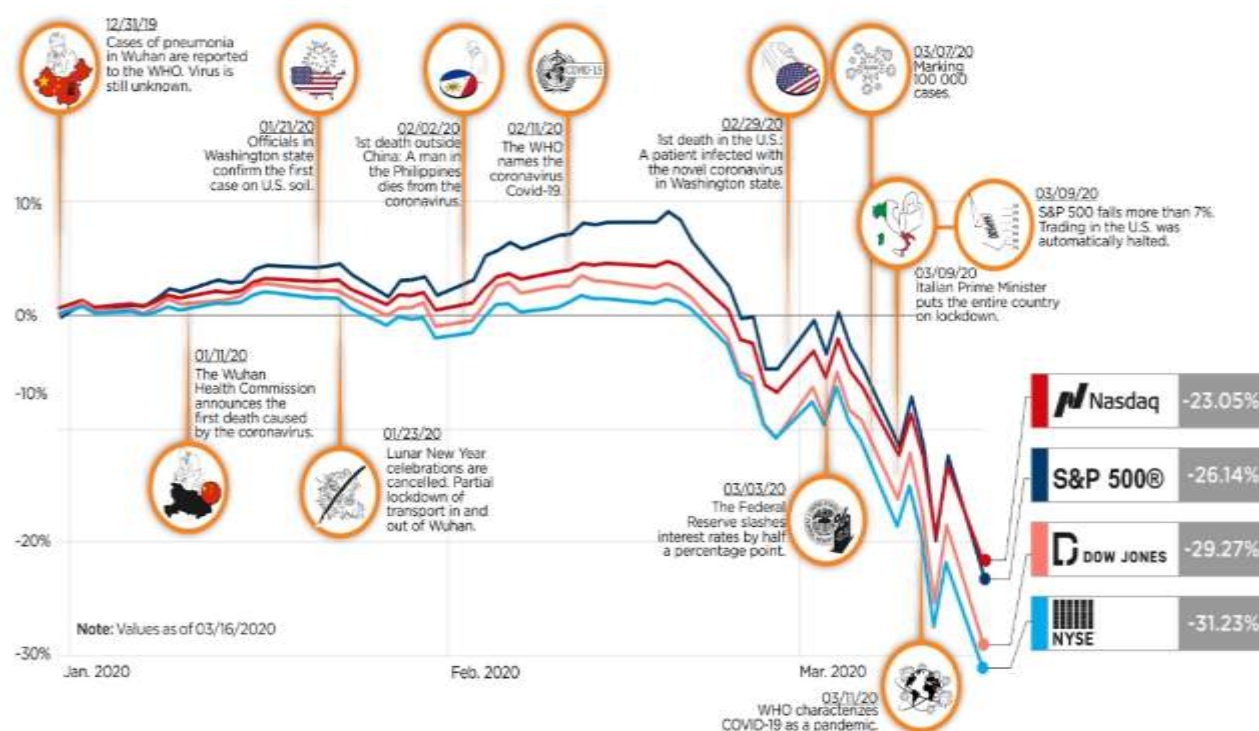 12/31/19
Cases of pneumonia
in Wuhan are reported
to the WHO. Virus is
still unknown.
01/21/20
Officials in
Washington state
confirm the first
case on U.S. soil.
02/02/20
1st death outside
China: A man in
the Philippines
dies from the
coronavirus.
COVID-19
02/11/20
The WHO
names the
coronavirus
Covid-19.
02/29/20
1st death in the U.S.:
A patient infected with
the novel coronavirus
in Washington state.
03/07/20
Marking
100 000
cases.
03/09/20
S&P 500 falls more than 7%.
Trading in the U.S. was
automatically halted.
03/09/20
Italian Prime Minister
puts the entire country
on lockdown.
10%
0%
-10%
-20%
-30%
01/11/20
The Wuhan
Health Commission
announces the
first death caused
by the coronavirus.
01/23/20
Lunar New Year
celebrations are
cancelled. Partial
lockdown of
transport in and
out of Wuhan.
03/03/20
The Federal
Reserve slashes
interest rates by half
a percentage point.
Nasdaq -23.05%
S&P 500® -26.14%
DOW JONES -29.27%
NYSE -31.23%
Note: Values as of 03/16/2020
Jan. 2020
Feb. 2020
Mar. 2020
03/11/20
WHO characterizes
COVID-19 as a pandemic.